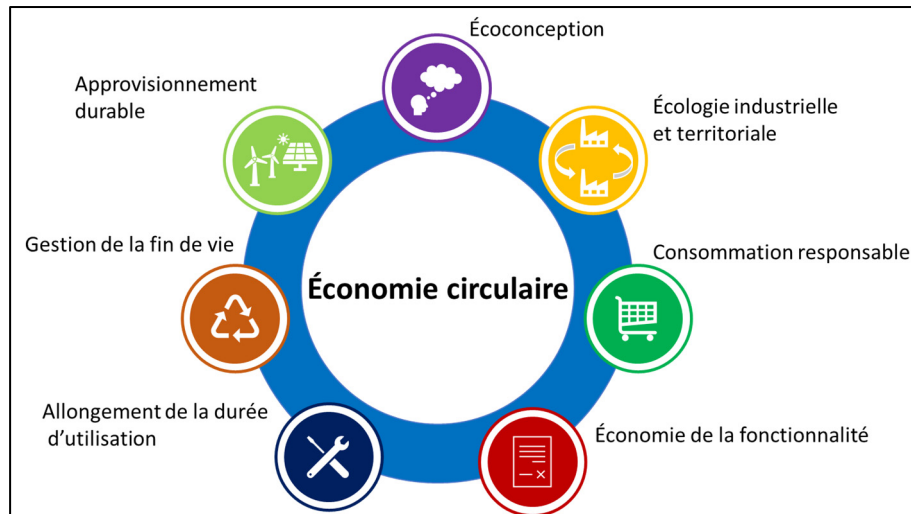 Écoconception
Approvisionnement
durable
Écologie industrielle
et territoriale
Gestion de la fin de vie
Consommation responsable
Économie circulaire
Allongement de la durée
d’utilisation
Économie de la fonctionnalité